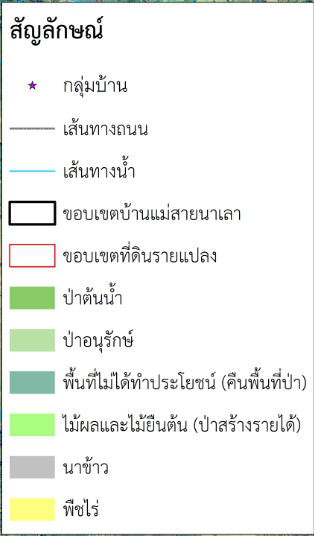 สัญลักษณ์
กลุ่มบ้าน
เส้นทางถนน
เส้นทางน้ำ
ขอบเขตบ้านแม่สายนาเลา
ขอบเขตที่ดินรายแปลง
ป่าต้นน้ำ
ป่าอนุรักษ์
พื้นที่ไม่ได้ทำประโยชน์ (คืนพื้นที่ป่า)
ไม้ผลและไม้ยืนต้น (ป่าสร้างรายได้)
นาข้าว
พืชไร่